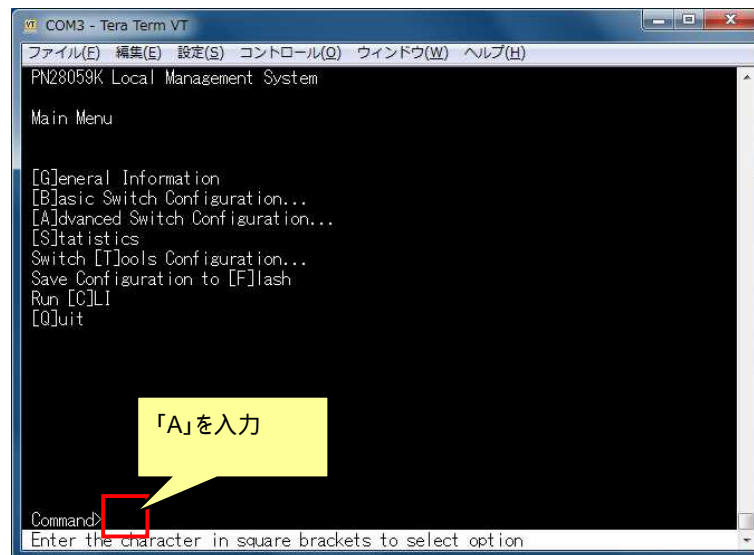 COM3 - Tera Term VT
ファイル(F) 編集(E) 設定(S) コントロール(O) ウィンドウ(W) ヘルプ(H)
PN28059K Local Management System
Main Menu
[G]eneral Information
[B]asic Switch Configuration...
[A]dvanced Switch Configuration...
[S]tatistics
Switch [T]ools Configuration...
Save Configuration to [F]lash
Run [C]LI
[Q]uit
「A」を入力
Command>
Enter the character in square brackets to select option